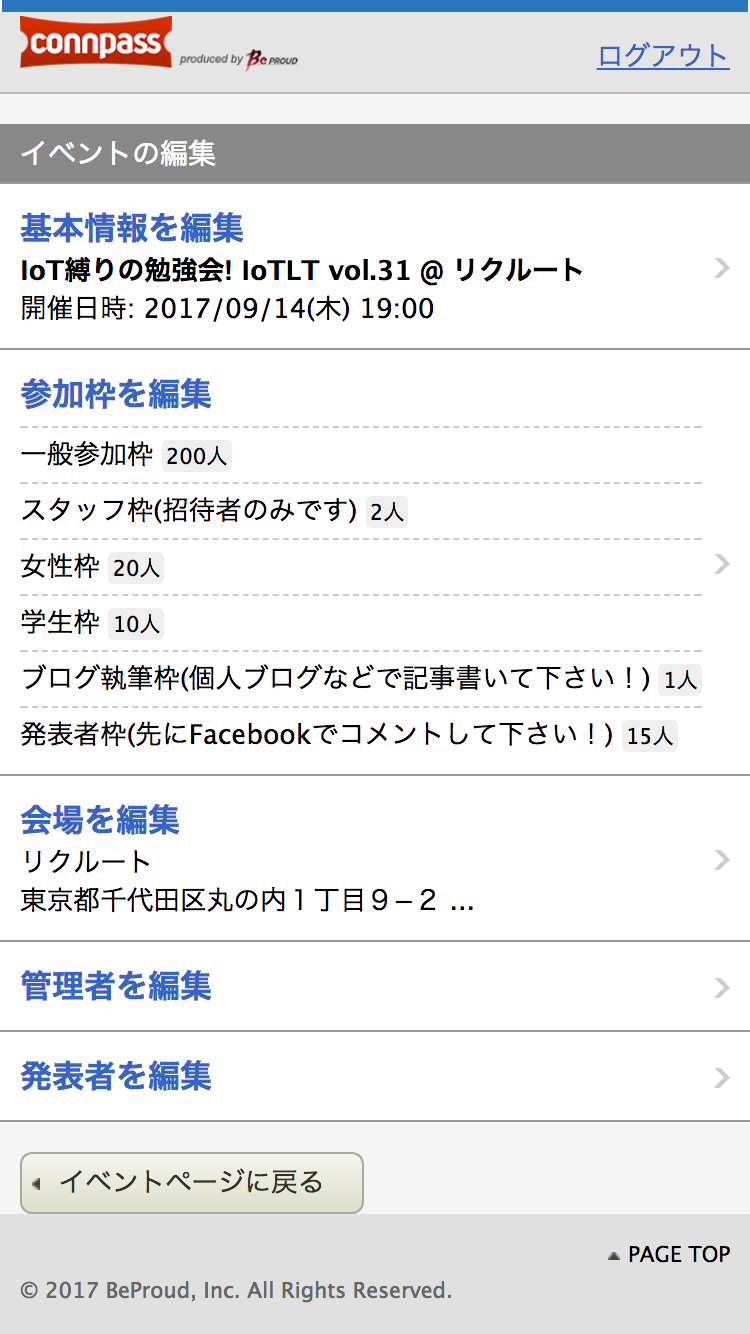 connpass produced by BePROUD
ログアウト
イベントの編集
基本情報を編集
IoT縛りの勉強会! IoTLT vol.31 @ リクルート
開催日時: 2017/09/14(木) 19:00
参加枠を編集
一般参加枠 200人
スタッフ枠(招待者のみです) 2人
女性枠 20人
学生枠 10人
ブログ執筆枠(個人ブログなどで記事書いて下さい！) 1人
発表者枠(先にFacebookでコメントして下さい！) 15人
会場を編集
リクルート
東京都千代田区丸の内１丁目９−２ ...
管理者を編集
発表者を編集
イベントページに戻る
PAGE TOP
© 2017 BeProud, Inc. All Rights Reserved.